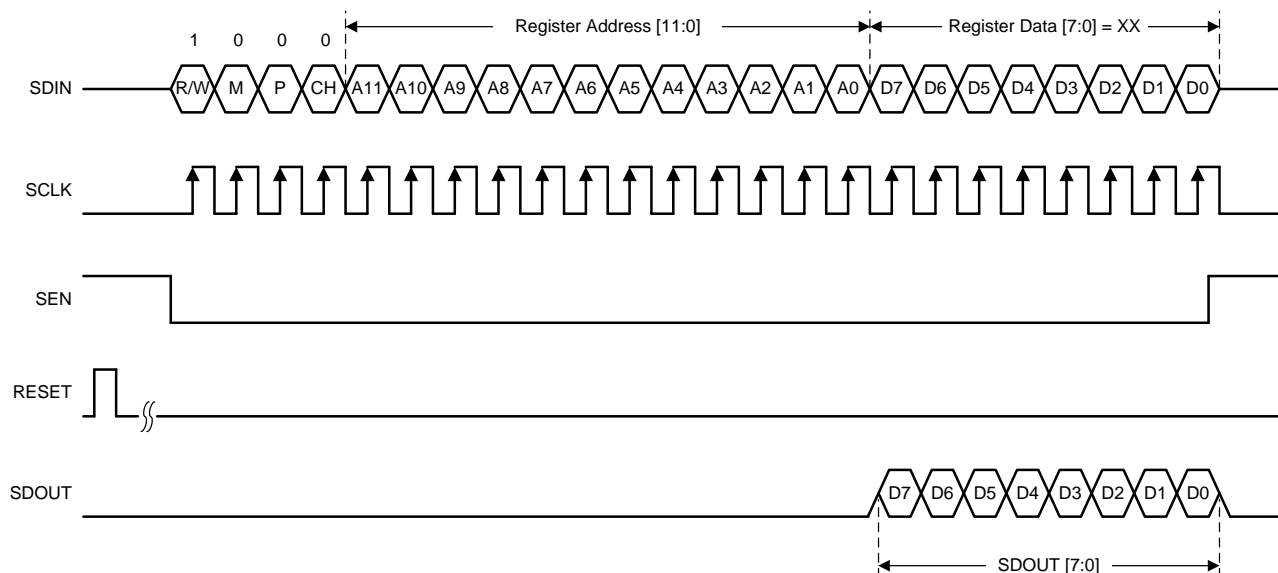 Register Address [11:0] Register Data [7:0] = XX
1 0 0 0
SDIN R/W M P CH A11 A10 A9 A8 A7 A6 A5 A4 A3 A2 A1 A0 D7 D6 D5 D4 D3 D2 D1 D0
SCLK
SEN
RESET
SDOUT D7 D6 D5 D4 D3 D2 D1 D0
SDOUT [7:0]